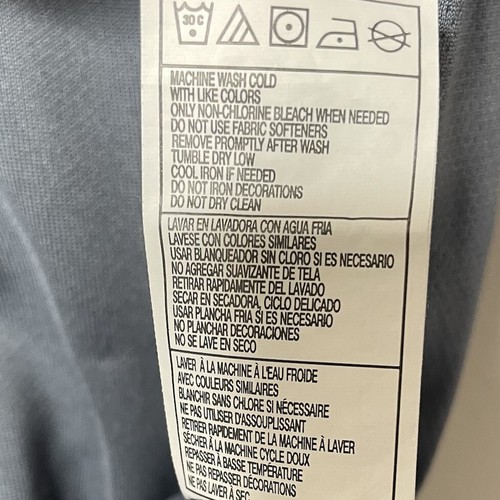 30 C
MACHINE WASH COLD
WITH LIKE COLORS
ONLY NON-CHLORINE BLEACH WHEN NEEDED
DO NOT USE FABRIC SOFTENERS
REMOVE PROMPTLY AFTER WASH
TUMBLE DRY LOW
COOL IRON IF NEEDED
DO NOT IRON DECORATIONS
DO NOT DRY CLEAN
LAVAR EN LAVADORA CON AGUA FRIA
LAVESE CON COLORES SIMILARES
USAR BLANQUEADOR SIN CLORO SI ES NECESARIO
NO AGREGAR SUAVIZANTE DE TELA
RETIRAR RAPIDAMENTE DEL LAVADO
SECAR EN SECADORA, CICLO DELICADO
USAR PLANCHA FRIA SI ES NECESARIO
NO PLANCHAR DECORACIONES
NO SE LAVE EN SECO
LAVER À LA MACHINE À L'EAU FROIDE
AVEC COULEURS SIMILAIRES
BLANCHIR SANS CHLORE SI NÉCESSAIRE
NE PAS UTILISER D'ASSOUPLISSANT
RETIRER RAPIDEMENT DE LA MACHINE À LAVER
SÉCHER À LA MACHINE CYCLE DOUX
REPASSER À BASSE TEMPÉRATURE
NE PAS REPASSER DÉCORATIONS
NE PAS LAVER À SEC